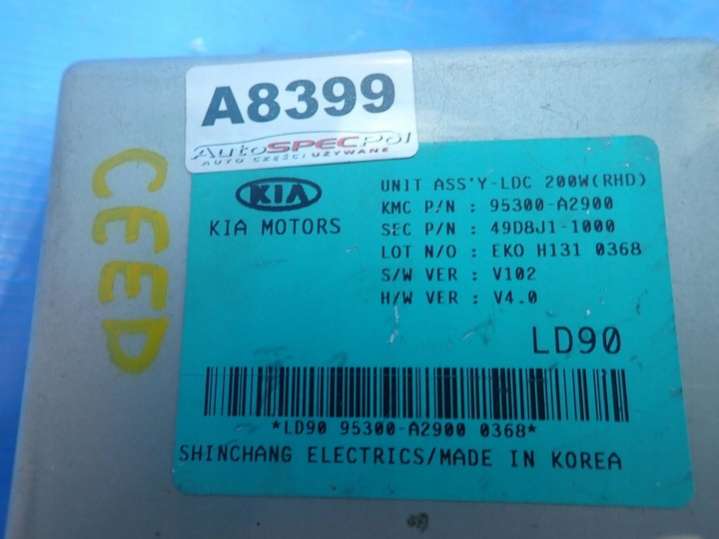 A8399
AutoSPECPol
AUTO CZĘŚCI UŻYWANE
CEED
KIA
KIA MOTORS
UNIT ASS'Y-LDC 200W(RHD)
KMC P/N : 95300-A2900
SEC P/N : 49D8J1-1000
LOT N/O : EKO H131 0368
S/W VER : V102
H/W VER : V4.0
LD90
*LD90 95300-A2900 0368*
SHINCHANG ELECTRICS/MADE IN KOREA